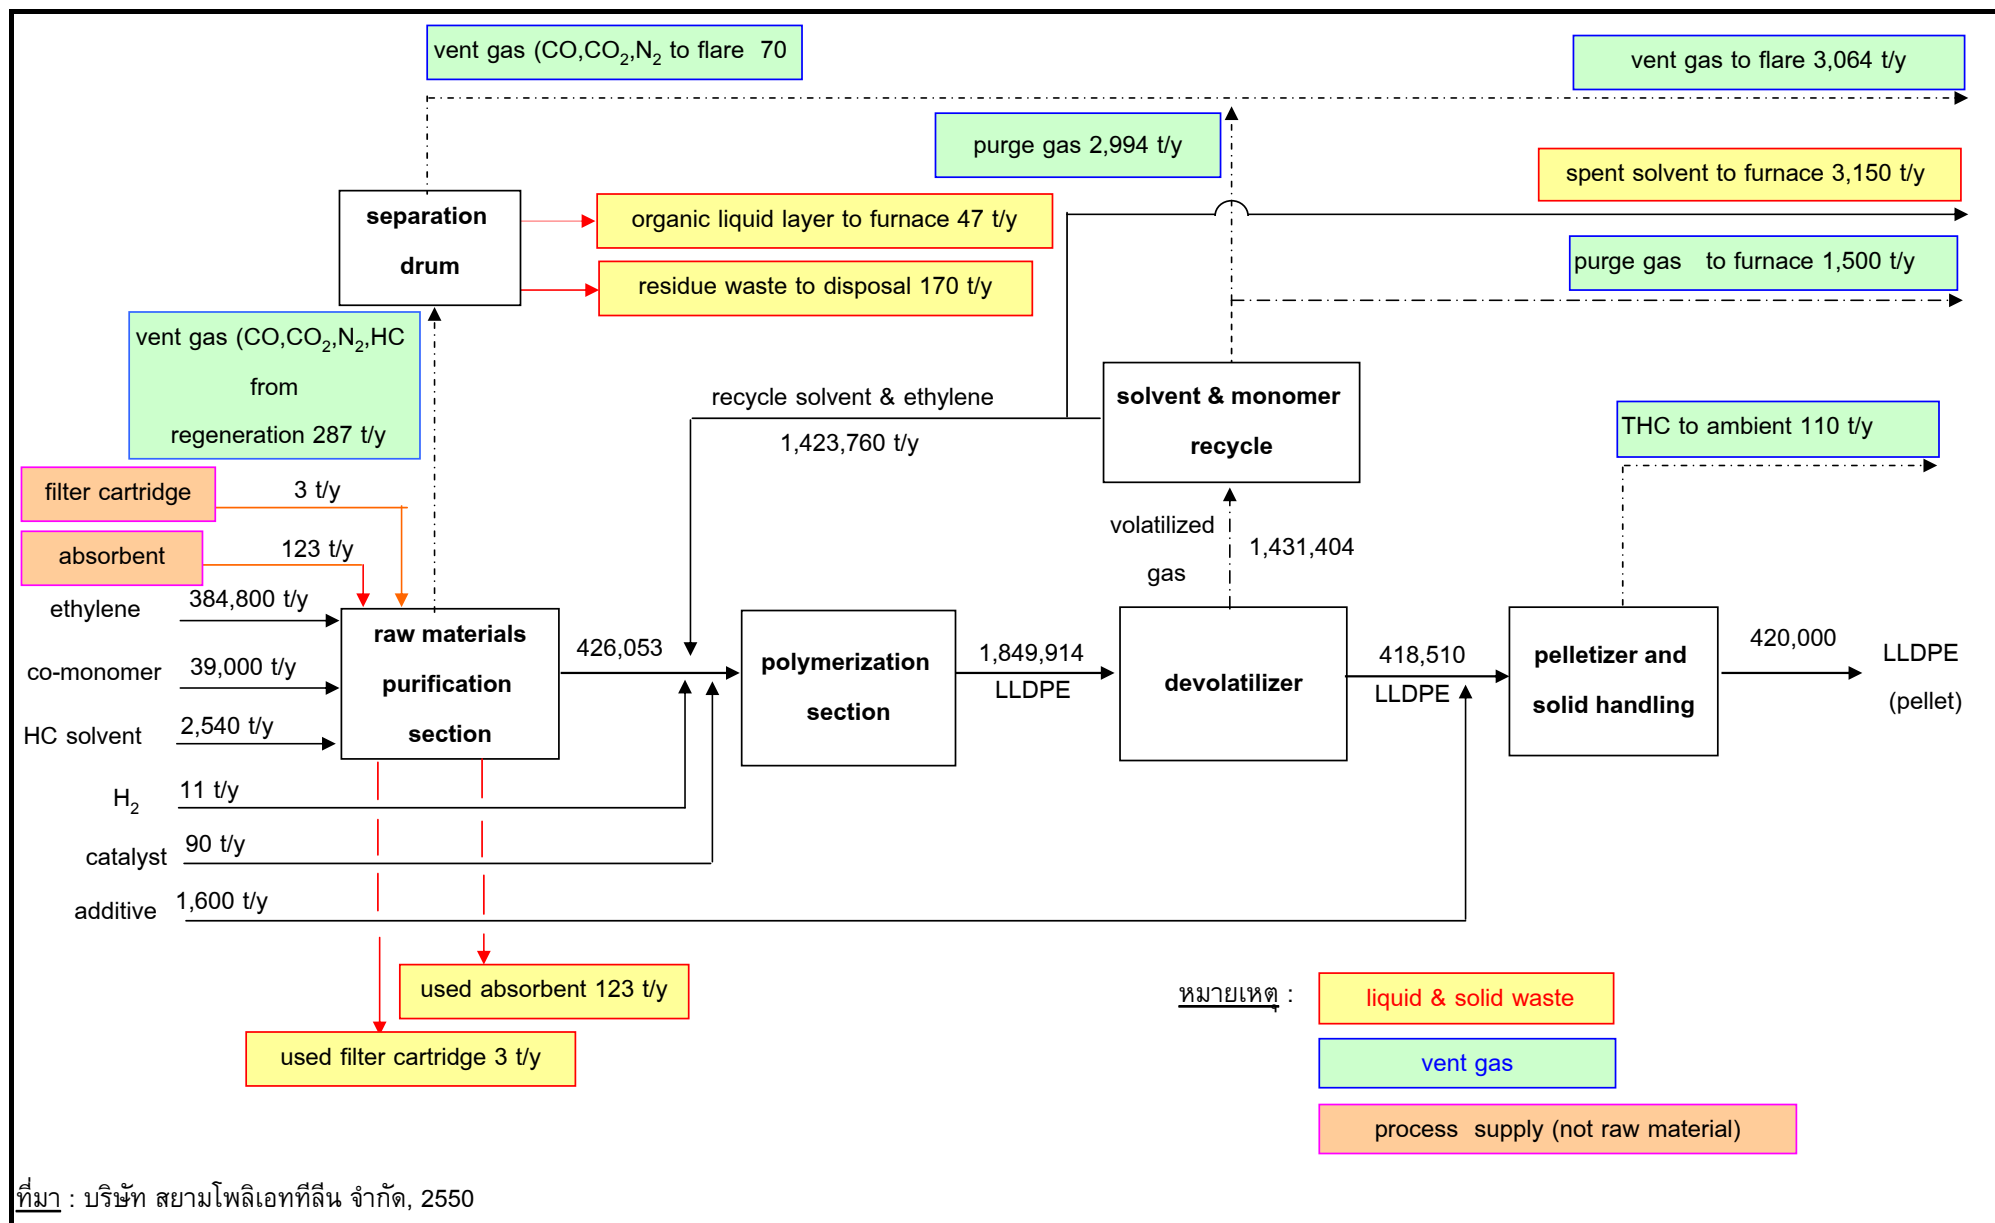 vent gas (CO,CO2,N2 to flare 70
vent gas to flare 3,064 t/y
purge gas 2,994 t/y
spent solvent to furnace 3,150 t/y
separation
drum
organic liquid layer to furnace 47 t/y
residue waste to disposal 170 t/y
purge gas to furnace 1,500 t/y
vent gas (CO,CO2,N2,HC
from
regeneration 287 t/y
recycle solvent & ethylene
1,423,760 t/y
solvent & monomer
recycle
THC to ambient 110 t/y
filter cartridge
3 t/y
absorbent
123 t/y
volatilized
gas
1,431,404
ethylene
384,800 t/y
co-monomer
39,000 t/y
HC solvent
2,540 t/y
raw materials
purification
section
426,053
polymerization
section
1,849,914
LLDPE
devolatilizer
418,510
LLDPE
pelletizer and
solid handling
420,000
LLDPE
(pellet)
H2
11 t/y
catalyst
90 t/y
additive
1,600 t/y
used absorbent 123 t/y
used filter cartridge 3 t/y
หมายเหตุ :
liquid & solid waste
vent gas
process supply (not raw material)
ที่มา : บริษัท สยามโพลิเอททีลีน จำกัด, 2550